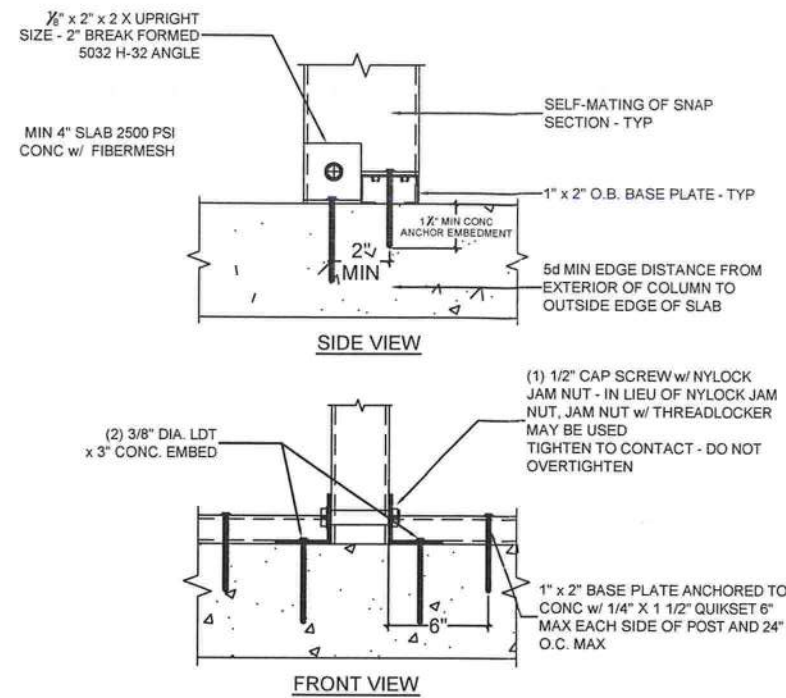 ⅛" x 2" x 2 X UPRIGHT
SIZE - 2" BREAK FORMED
5032 H-32 ANGLE
MIN 4" SLAB 2500 PSI
CONC w/ FIBERMESH
SELF-MATING OF SNAP
SECTION - TYP
1" x 2" O.B. BASE PLATE - TYP
MIN CONC
ANCHOR EMBEDMENT
2"
MIN
5d MIN EDGE DISTANCE FROM
EXTERIOR OF COLUMN TO
OUTSIDE EDGE OF SLAB
SIDE VIEW
(2) 3/8" DIA. LDT
x 3" CONC. EMBED
(1) 1/2" CAP SCREW w/ NYLOCK
JAM NUT - IN LIEU OF NYLOCK JAM
NUT, JAM NUT w/ THREADLOCKER
MAY BE USED
TIGHTEN TO CONTACT - DO NOT
OVERTIGHTEN
6"
1" x 2" BASE PLATE ANCHORED TO
CONC w/ 1/4" X 1 1/2" QUIKSET 6"
MAX EACH SIDE OF POST AND 24"
O.C. MAX
FRONT VIEW